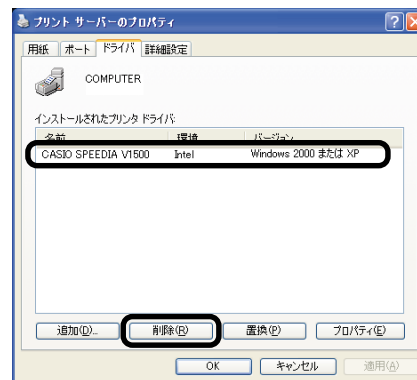 プリント サーバーのプロパティ
用紙 ポート ドライバ 詳細設定
COMPUTER
インストールされたプリンタ ドライバ:
名前 環境 バージョン
CASIO SPEEDIA V1500 Intel Windows 2000 または XP
追加(D)... 削除(R) 置換(P) プロパティ(E)
OK キャンセル 適用(A)